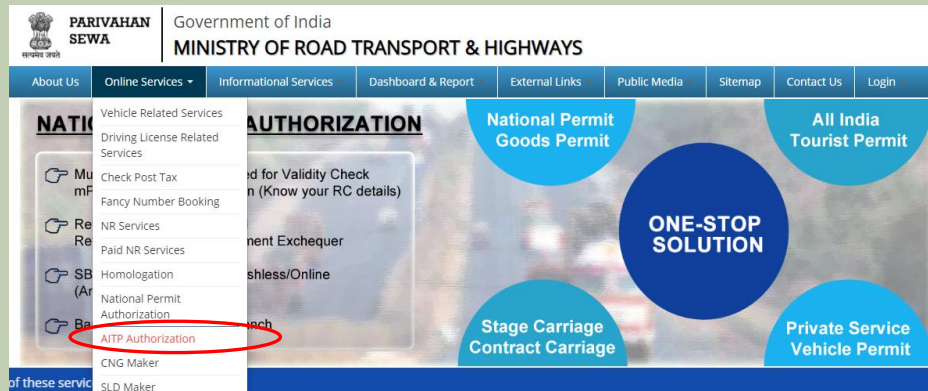 सत्यमेव जयते
PARIVAHAN
SEWA
Government of India
MINISTRY OF ROAD TRANSPORT & HIGHWAYS
About Us Online Services Informational Services Dashboard & Report External Links Public Media Sitemap Contact Us Login
Vehicle Related Services
Driving License Related
Services
Check Post Tax
Fancy Number Booking
NR Services
Paid NR Services
Homologation
National Permit
Authorization
AITP Authorization
CNG Maker
SLD Maker
NATI AUTHORIZATION
Mu ed for Validity Check
mP n (Know your RC details)
Re
Re ment Exchequer
SB shless/Online
(Ar
Ba nch
National Permit
Goods Permit
All India
Tourist Permit
ONE-STOP
SOLUTION
Stage Carriage
Contract Carriage
Private Service
Vehicle Permit
of these servic